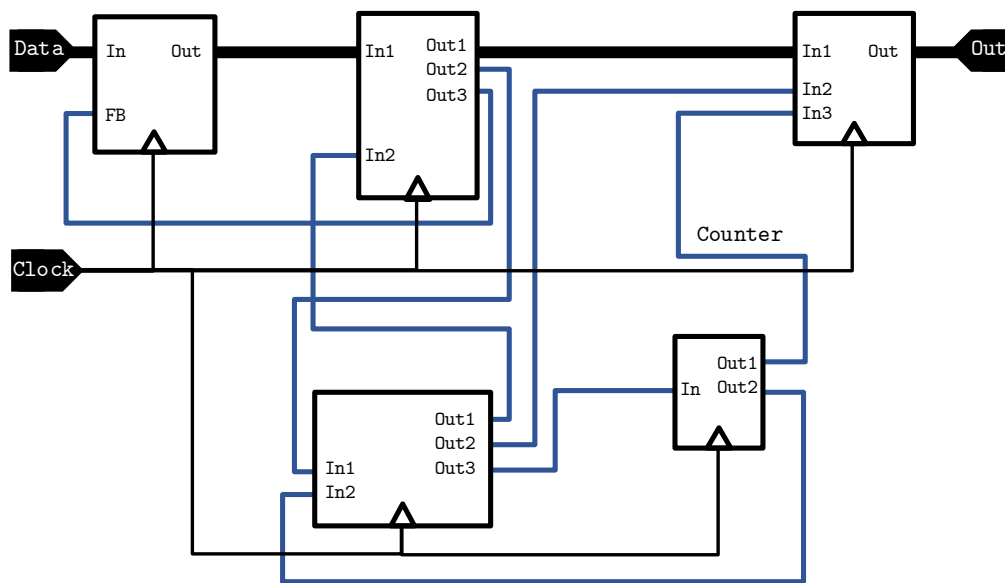 Data
In
Out
FB
In1
Out1
Out2
Out3
In2
In1
Out
In2
In3
Out
Clock
Counter
Out1
In
Out2
Out1
Out2
In1
Out3
In2